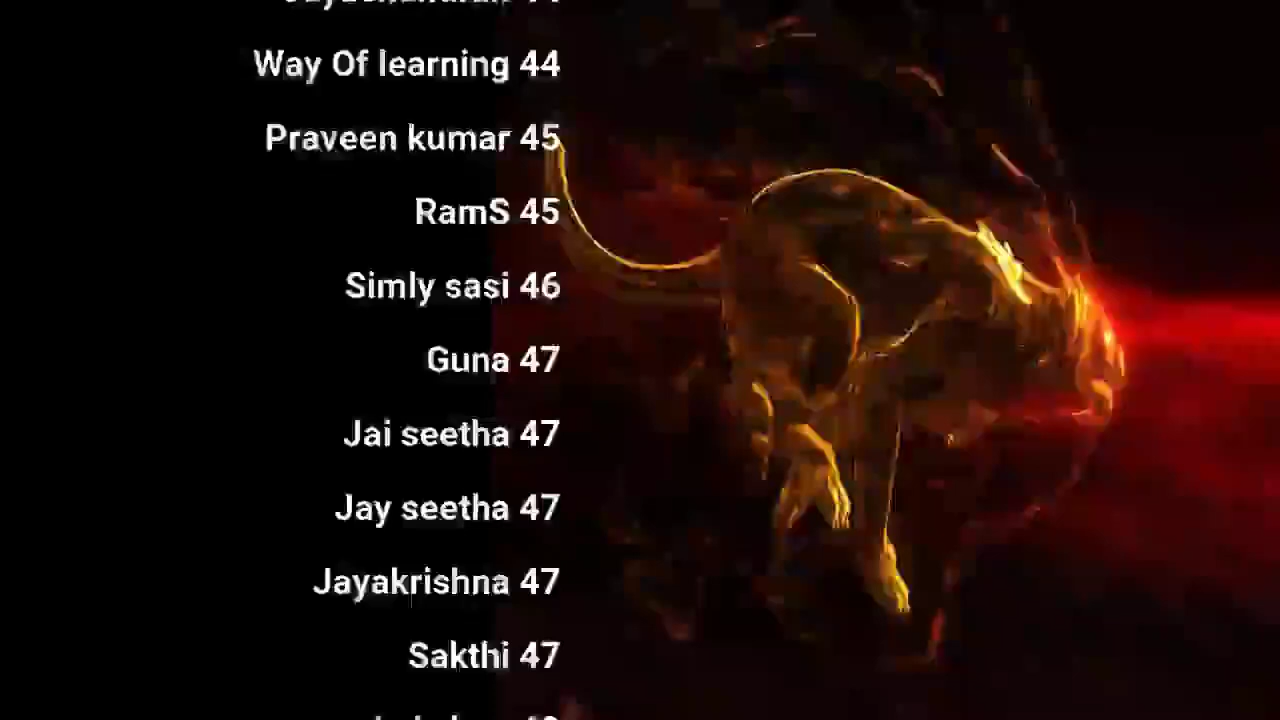 Way Of learning 44
Praveen kumar 45
RamS 45
Simly sasi 46
Guna 47
Jai seetha 47
Jay seetha 47
Jayakrishna 47
Sakthi 47